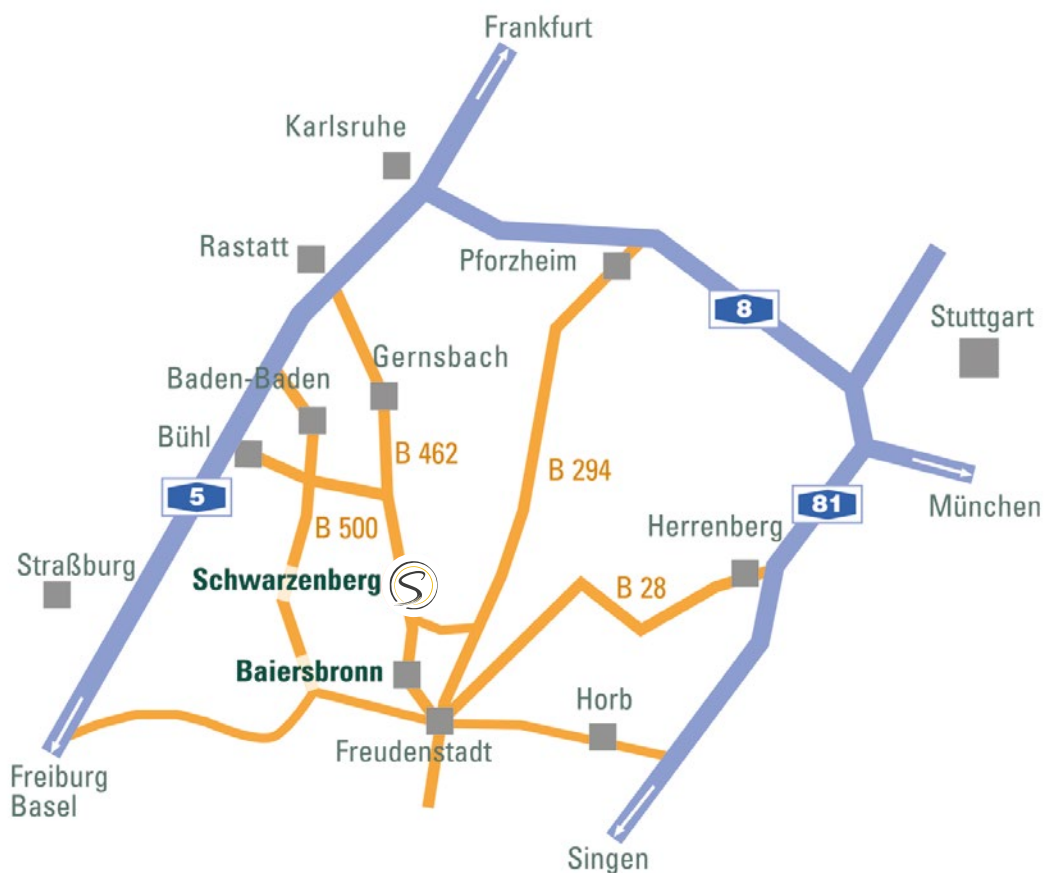 Frankfurt
Karlsruhe
Rastatt
Pforzheim
8
Stuttgart
Gernsbach
Baden-Baden
Bühl
B 462
B 294
5
81
München
B 500
Herrenberg
Straßburg
Schwarzenberg
S
B 28
Baiersbronn
Horb
Freudenstadt
Freiburg
Basel
Singen